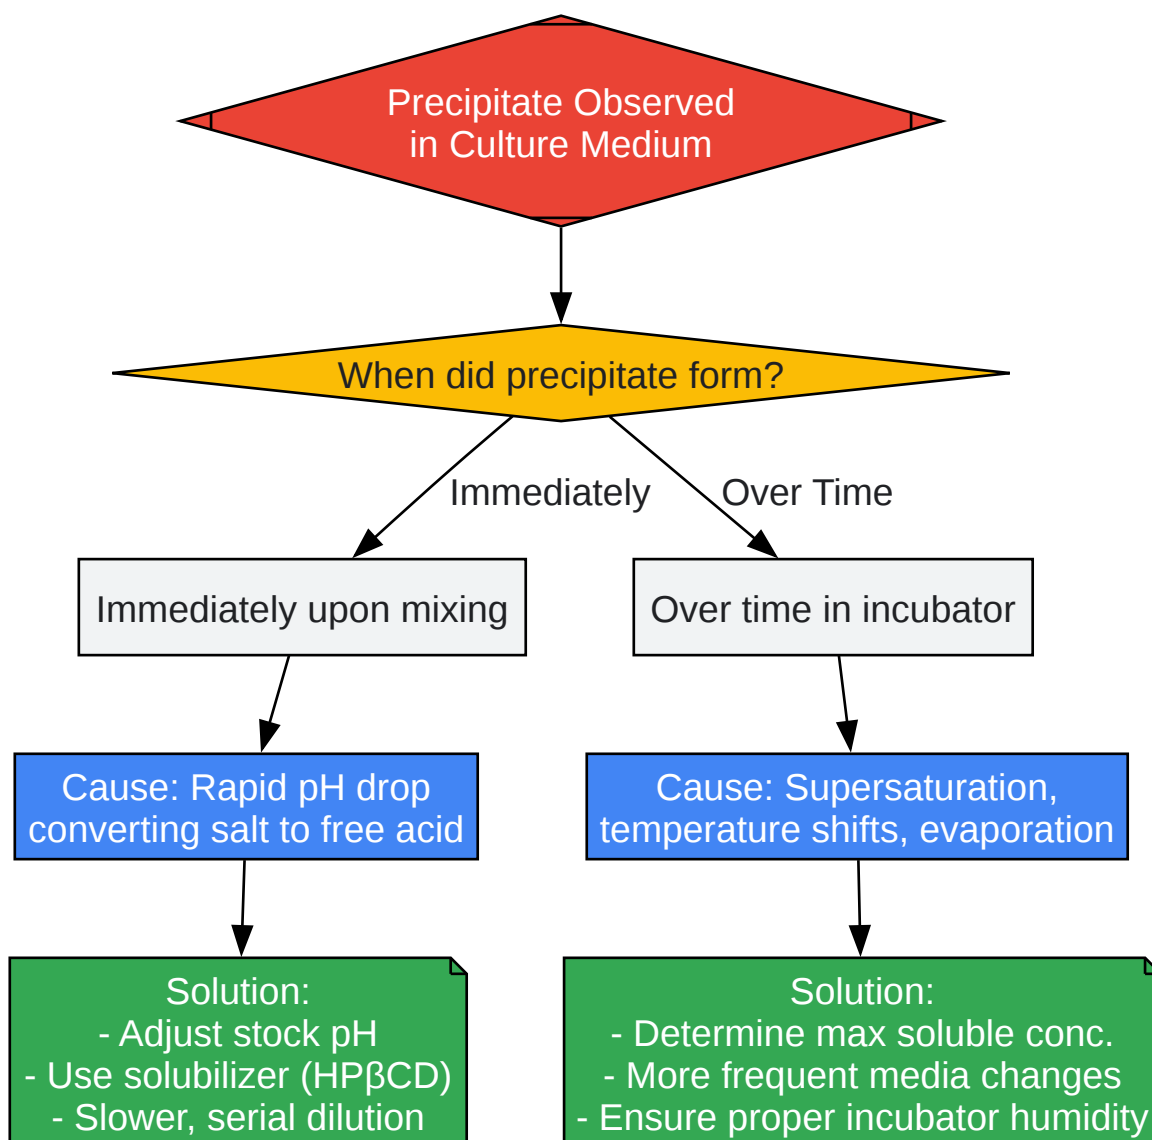 Precipitate Observed
in Culture Medium
When did precipitate form?
Immediately
Over Time
Immediately upon mixing
Over time in incubator
Cause: Rapid pH drop
converting salt to free acid
Cause: Supersaturation,
temperature shifts, evaporation
Solution:
- Adjust stock pH
- Use solubilizer (HPβCD)
- Slower, serial dilution
Solution:
- Determine max soluble conc.
- More frequent media changes
- Ensure proper incubator humidity